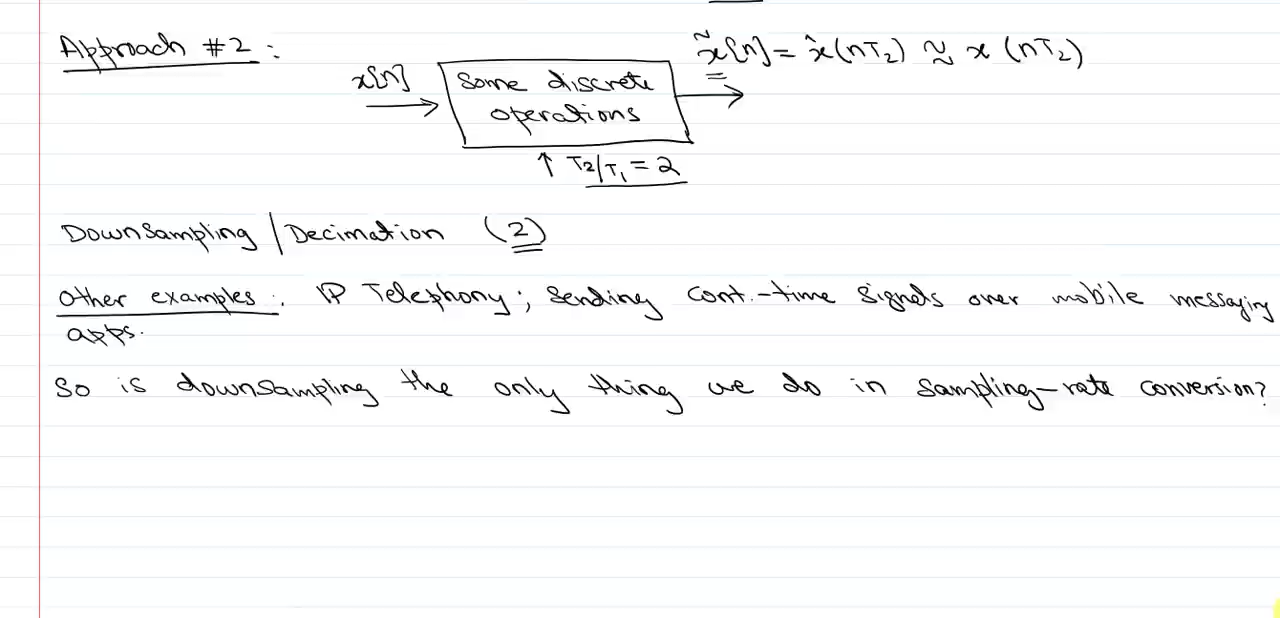 Approach #2 :
x[n]
some discrete
operations
x̃[n] = x̂(nT₂) ≈ x(nT₂)
↑ T₂/T₁ = 2
Downsampling / Decimation (2)
Other examples: IP Telephony; Sending cont.-time signals over mobile messaging
apps.
So is downsampling the only thing we do in sampling-rate conversion?